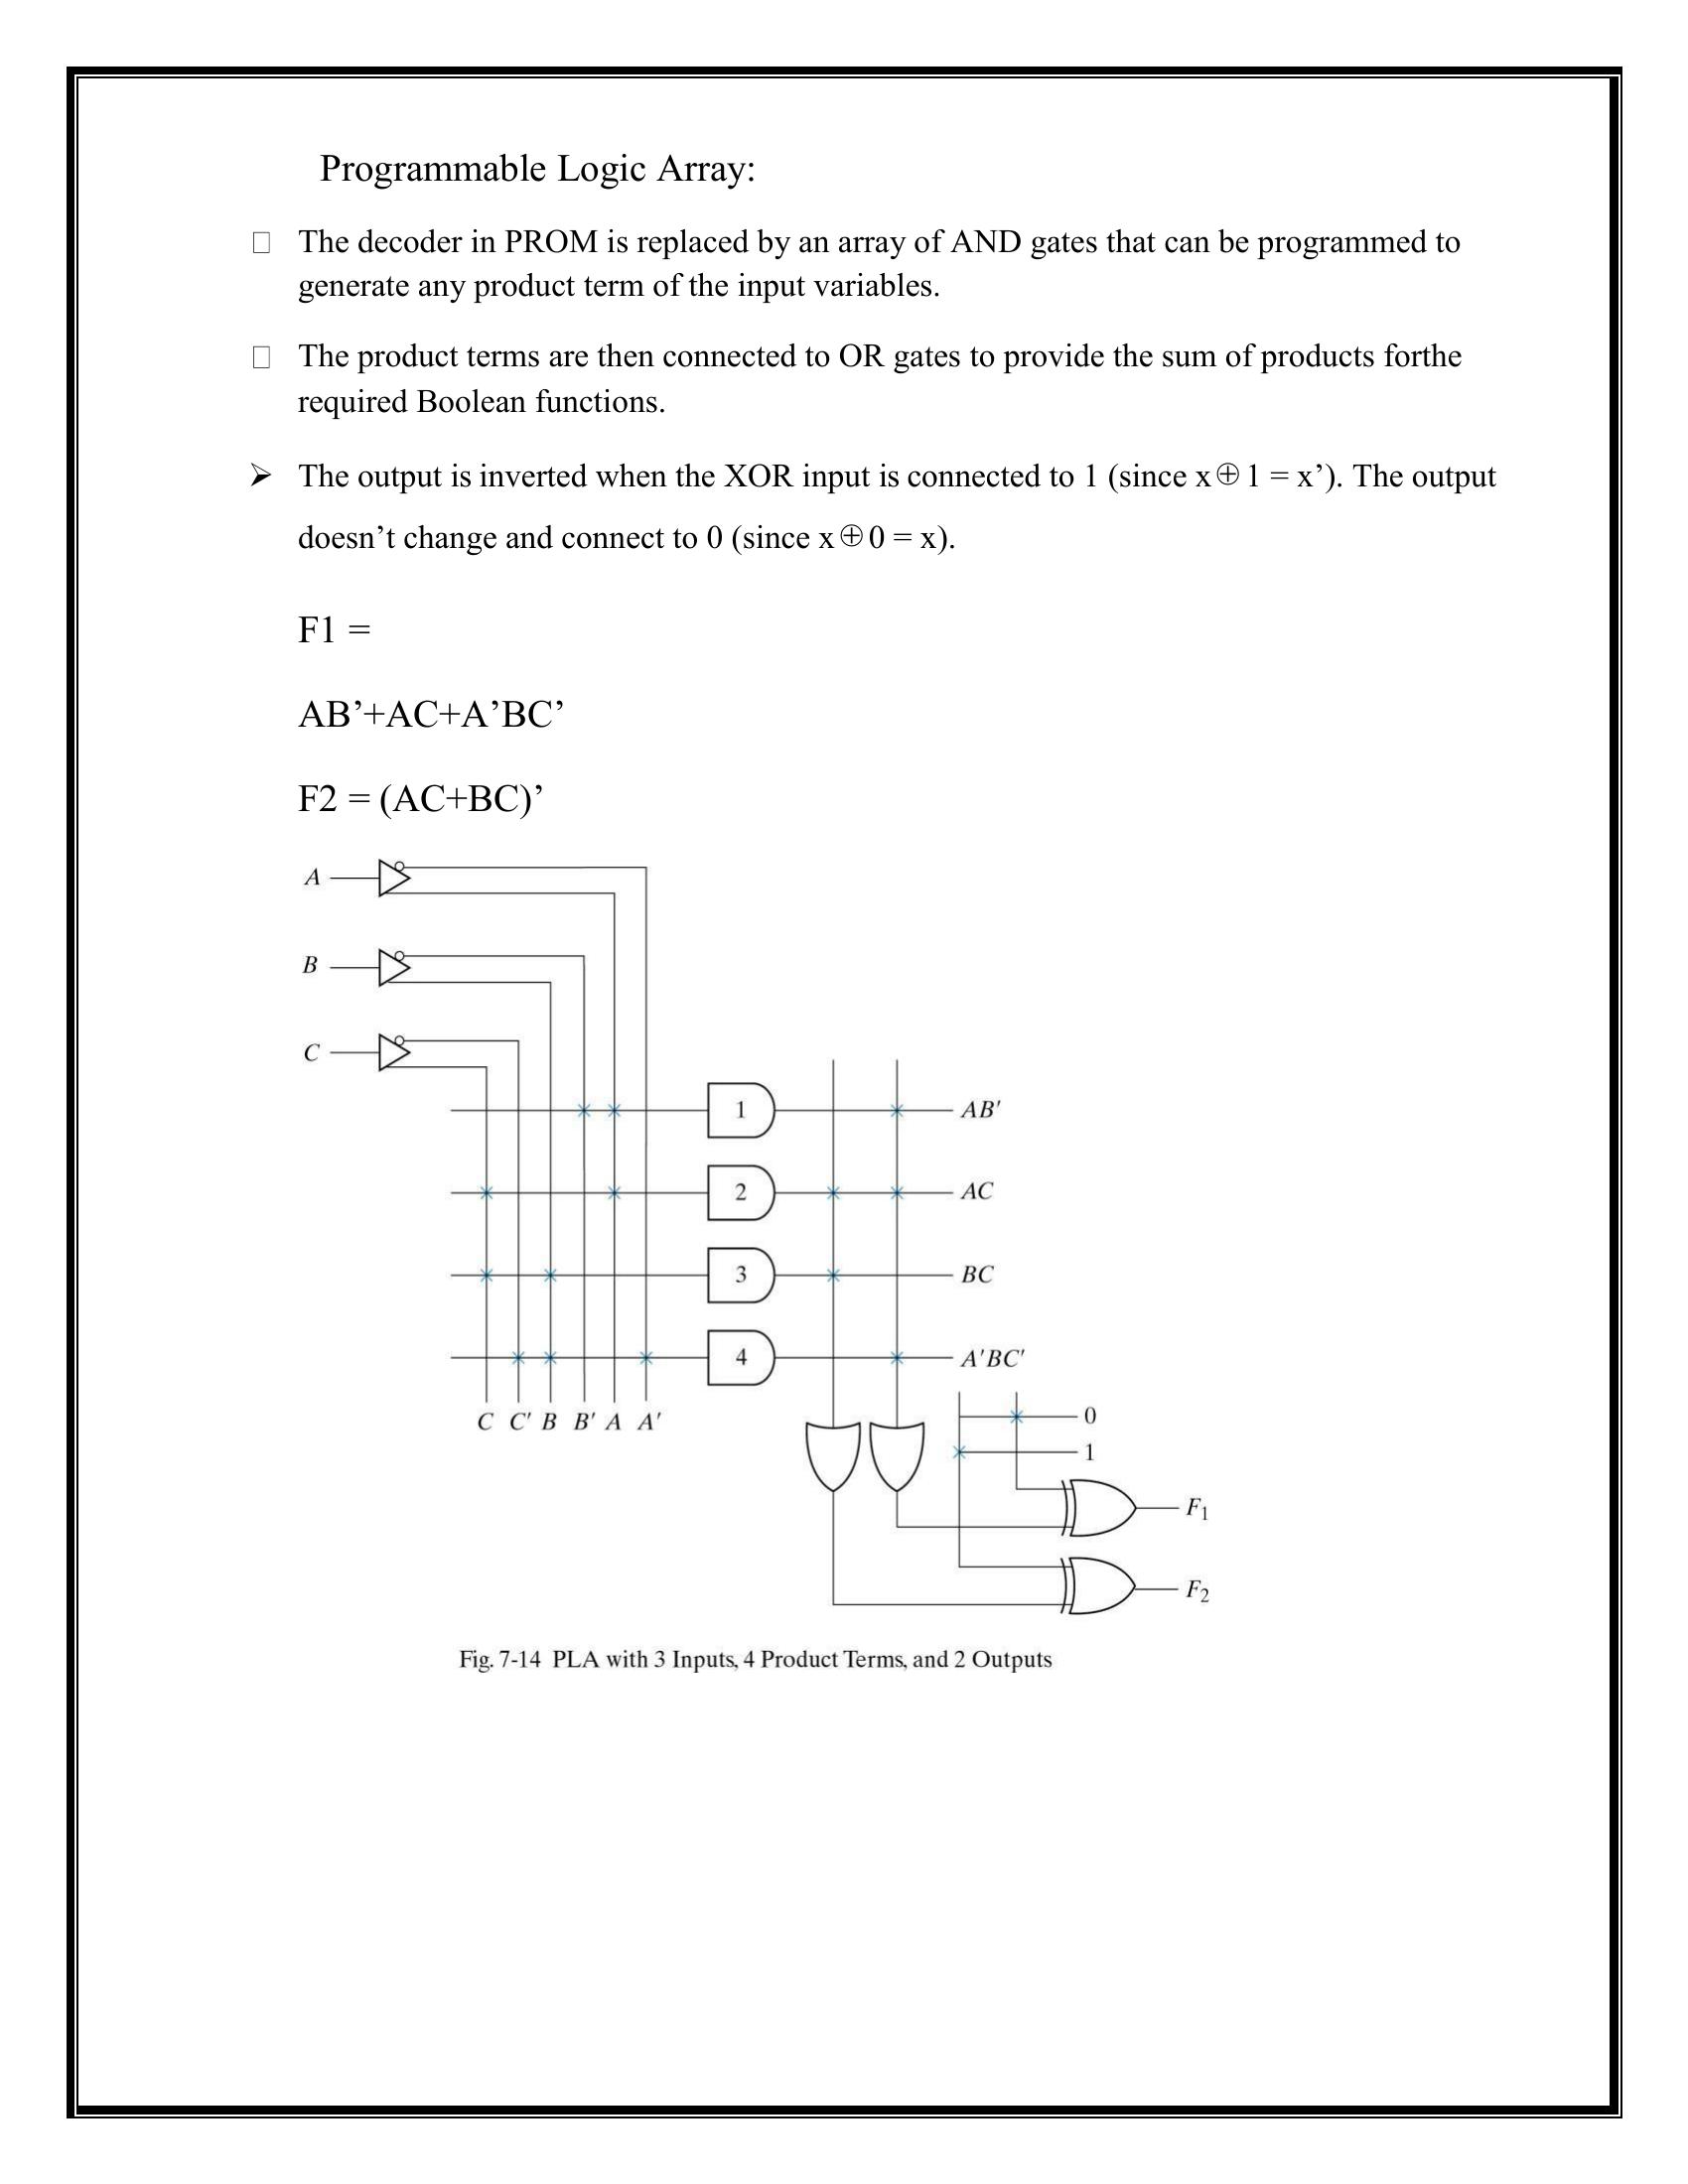 Programmable Logic Array:
The decoder in PROM is replaced by an array of AND gates that can be programmed to
generate any product term of the input variables.
The product terms are then connected to OR gates to provide the sum of products forthe
required Boolean functions.
➢ The output is inverted when the XOR input is connected to 1 (since x⊕1 = x’). The output
doesn’t change and connect to 0 (since x⊕0 = x).
F1 =
AB’+AC+A’BC’
F2 = (AC+BC)’
A
B
C
1 AB'
2 AC
3 BC
4 A'BC'
C C' B B' A A'
0
1
F1
F2
Fig. 7-14 PLA with 3 Inputs, 4 Product Terms, and 2 Outputs